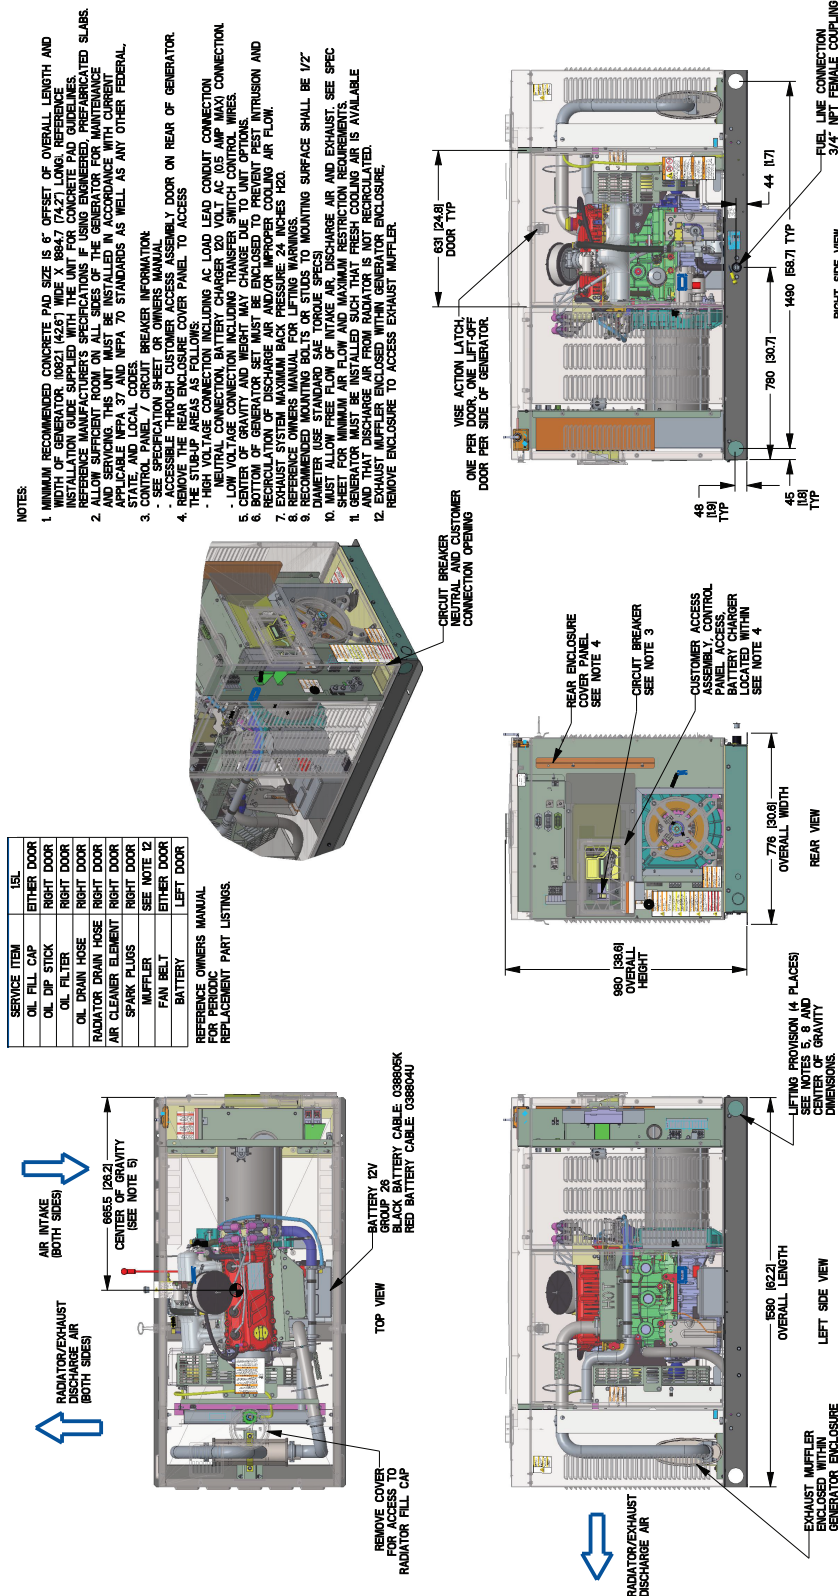 NOTES:
1. MINIMUM RECOMMENDED CONCRETE PAD SIZE IS 6" OFFSET OF OVERALL LENGTH AND
WIDTH OF GENERATOR. 1082.1 (42.6") WIDE X 1884.7 (74.2") LONG). REFERENCE
INSTALLATION GUIDE SUPPLIED WITH THE UNIT FOR CONCRETE PAD GUIDELINES.
REFERENCE MANUFACTURER'S SPECIFICATIONS IF USING ENGINEERED, PREFABRICATED SLABS.
2. ALLOW SUFFICIENT ROOM ON ALL SIDES OF THE GENERATOR FOR MAINTENANCE
AND SERVICING. THIS UNIT MUST BE INSTALLED IN ACCORDANCE WITH CURRENT
APPLICABLE NFPA 37 AND NFPA 70 STANDARDS AS WELL AS ANY OTHER FEDERAL,
STATE, AND LOCAL CODES.
3. CONTROL PANEL / CIRCUIT BREAKER INFORMATION:
- SEE SPECIFICATION SHEET OR OWNERS MANUAL
- ACCESSIBLE THROUGH CUSTOMER ACCESS ASSEMBLY DOOR ON REAR OF GENERATOR.
4. REMOVE REAR ENCLOSURE COVER PANEL TO ACCESS
THE STUB-UP AREAS AS FOLLOWS:
- HIGH VOLTAGE CONNECTION INCLUDING AC LOAD LEAD CONDUIT CONNECTION
NEUTRAL CONNECTION, BATTERY CHARGER 120 VOLT AC (0.5 AMP MAX) CONNECTION.
- LOW VOLTAGE CONNECTION INCLUDING TRANSFER SWITCH CONTROL WIRES.
5. CENTER OF GRAVITY AND WEIGHT MAY CHANGE DUE TO UNIT OPTIONS.
6. BOTTOM OF GENERATOR SET MUST BE ENCLOSED TO PREVENT PEST INTRUSION AND
RECIRCULATION OF DISCHARGE AIR AND/OR IMPROPER COOLING AIR FLOW.
7. EXHAUST SYSTEM MAXIMUM BACK PRESSURE: 24 INCHES H2O.
8. REFERENCE OWNERS MANUAL FOR LIFTING WARNINGS.
9. RECOMMENDED MOUNTING BOLTS OR STUDS TO MOUNTING SURFACE SHALL BE 1/2"
DIAMETER (USE STANDARD SAE TORQUE SPECS)
10. MUST ALLOW FREE FLOW OF INTAKE AIR, DISCHARGE AIR AND EXHAUST. SEE SPEC
SHEET FOR MINIMUM AIR FLOW AND MAXIMUM RESTRICTION REQUIREMENTS.
11. GENERATOR MUST BE INSTALLED SUCH THAT FRESH COOLING AIR IS AVAILABLE
AND THAT DISCHARGE AIR FROM RADIATOR IS NOT RECIRCULATED.
12. EXHAUST MUFFLER ENCLOSED WITHIN GENERATOR ENCLOSURE,
REMOVE ENCLOSURE TO ACCESS EXHAUST MUFFLER.
CIRCUIT BREAKER
NEUTRAL AND CUSTOMER
CONNECTION OPENING
SERVICE ITEM 1.5L
OIL FILL CAP EITHER DOOR
OIL DIP STICK RIGHT DOOR
OIL FILTER RIGHT DOOR
OIL DRAIN HOSE RIGHT DOOR
RADIATOR DRAIN HOSE RIGHT DOOR
AIR CLEANER ELEMENT RIGHT DOOR
SPARK PLUGS RIGHT DOOR
MUFFLER SEE NOTE 12
FAN BELT EITHER DOOR
BATTERY LEFT DOOR
REFERENCE OWNERS MANUAL
FOR PERIODIC
REPLACEMENT PART LISTINGS.
AIR INTAKE
(BOTH SIDES)
665.5 [26.2]
CENTER OF GRAVITY
(SEE NOTE 5)
RADIATOR/EXHAUST
DISCHARGE AIR
(BOTH SIDES)
BATTERY 12V
GROUP 26
BLACK BATTERY CABLE: 038805K
RED BATTERY CABLE: 038804U
TOP VIEW
REMOVE COVER
FOR ACCESS TO
RADIATOR FILL CAP
631 [24.8]
DOOR TYP
VISE ACTION LATCH,
ONE PER DOOR, ONE LIFT-OFF
DOOR PER SIDE OF GENERATOR.
48
[1.9]
TYP
45
[1.8]
TYP
780 [30.7]
1490 [58.7] TYP
44 [1.7]
FUEL LINE CONNECTION
3/4" NPT FEMALE COUPLING
RIGHT SIDE VIEW
REAR ENCLOSURE
COVER PANEL
SEE NOTE 4
CIRCUIT BREAKER
SEE NOTE 3
CUSTOMER ACCESS
ASSEMBLY, CONTROL
PANEL ACCESS,
BATTERY CHARGER
LOCATED WITHIN
SEE NOTE 4
980 [38.6]
OVERALL
HEIGHT
776 [30.6]
OVERALL WIDTH
REAR VIEW
LIFTING PROVISION (4 PLACES)
SEE NOTES 5, 8 AND
CENTER OF GRAVITY
DIMENSIONS.
HOT
1580 [62.2]
OVERALL LENGTH
LEFT SIDE VIEW
EXHAUST MUFFLER
ENCLOSED WITHIN
GENERATOR ENCLOSURE
RADIATOR/EXHAUST
DISCHARGE AIR